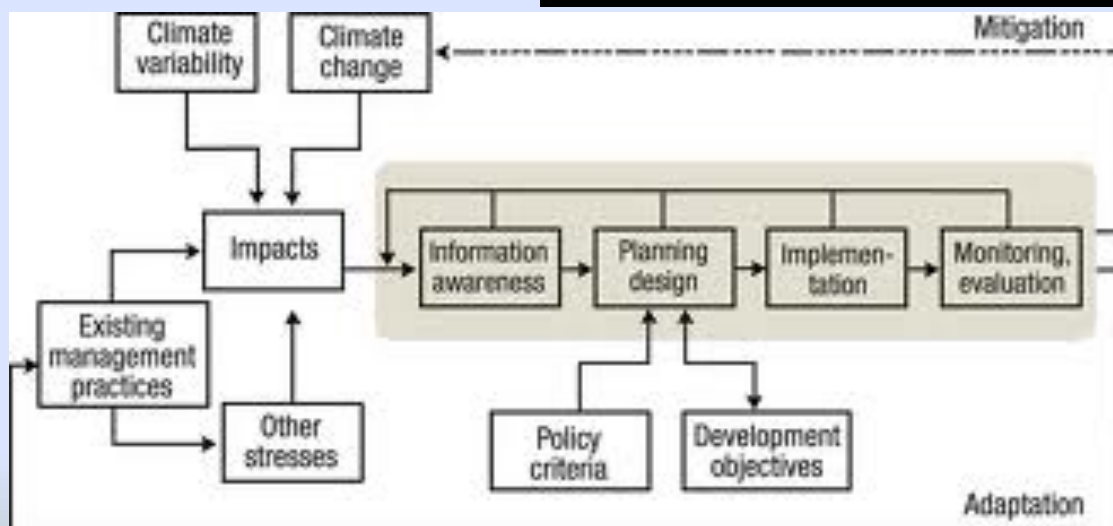 Climate
variability
Climate
change
Mitigation
Impacts
Information
awareness
Planning
design
Implemen-
tation
Monitoring,
evaluation
Existing
management
practices
Other
stresses
Policy
criteria
Development
objectives
Adaptation